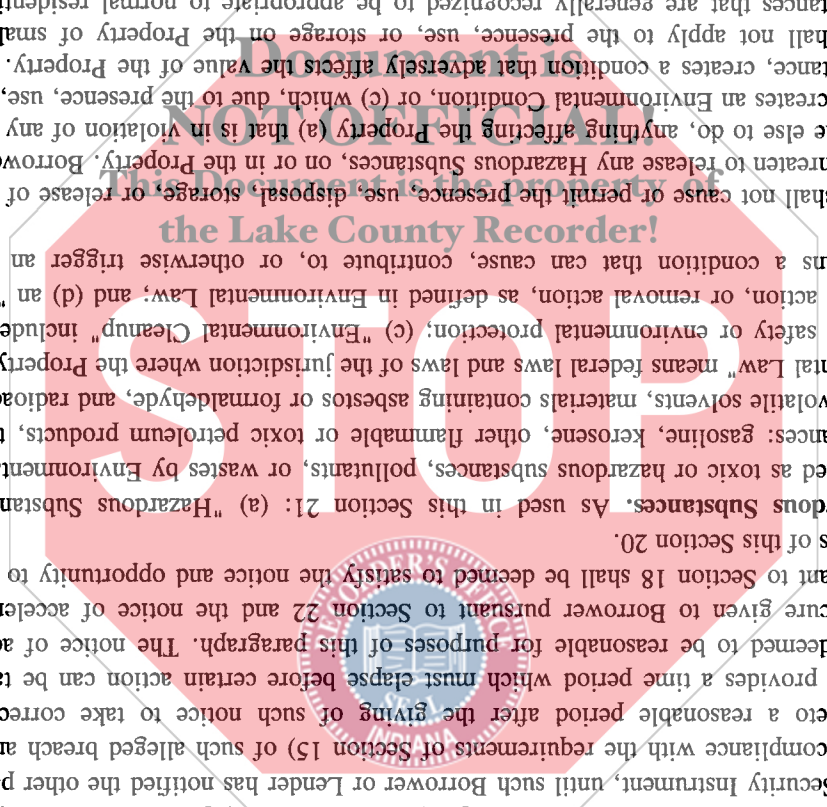 Document is
NOT OFFICIAL!
This Document is the property of
the Lake County Recorder!
STOP
RECORDER'S OFFICE
SEAL
INDIANA
Security Instrument, until such Borrower or Lender has notified the other p
compliance with the requirements of Section 15) of such alleged breach an
eto a reasonable period after the giving of such notice to take correc
provides a time period which must elapse before certain action can be ta
deemed to be reasonable for purposes of this paragraph. The notice of ac
cure given to Borrower pursuant to Section 22 and the notice of acceler
ant to Section 18 shall be deemed to satisfy the notice and opportunity to
s of this Section 20.
dous Substances. As used in this Section 21: (a) "Hazardous Substan
ed as toxic or hazardous substances, pollutants, or wastes by Environment
ances: gasoline, kerosene, other flammable or toxic petroleum products, t
volatile solvents, materials containing asbestos or formaldehyde, and radioa
ntal Law" means federal laws and laws of the jurisdiction where the Property
safety or environmental protection; (c) "Environmental Cleanup" include
action, or removal action, as defined in Environmental Law; and (d) an "
ns a condition that can cause, contribute to, or otherwise trigger an
shall not cause or permit the presence, use, disposal, storage, or release of
hreaten to release any Hazardous Substances, on or in the Property. Borrow
e else to do, anything affecting the Property (a) that is in violation of any
creates an Environmental Condition, or (c) which, due to the presence, use,
tance, creates a condition that adversely affects the value of the Property.
hall not apply to the presence, use, or storage on the Property of smal
tances that are generally recognized to be appropriate to normal residenti